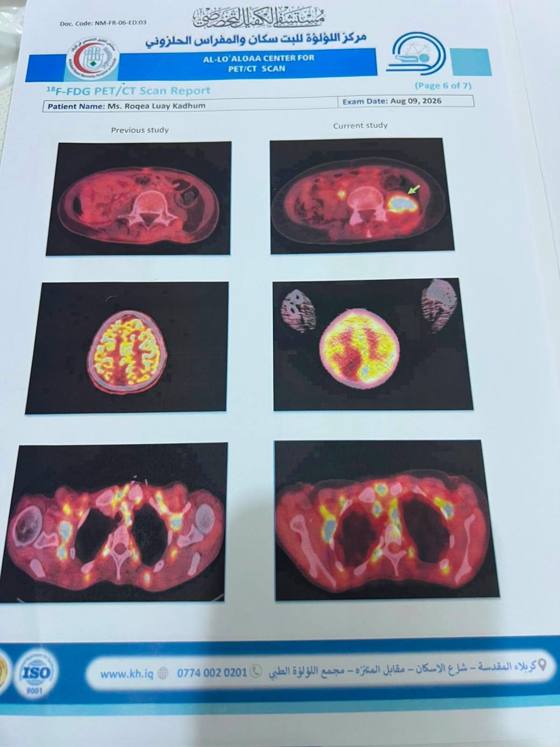 Doc. Code: NM-FR-06-ED:03
مستشفى الكفيل التخصصي
مركز اللؤلؤة للبت سكان والمفراس الحلزوني
AL-LO'ALOAA CENTER FOR
PET/CT SCAN
18F-FDG PET/CT Scan Report
(Page 6 of 7)
Patient Name: Ms. Roqea Luay Kadhum
Exam Date: Aug 09, 2026
Previous study
Current study
ISO
9001
www.kh.iq
0774 002 0201
كربلاء المقدسة – شارع الاسكان – مقابل المنتزه – مجمع اللؤلؤة الطبي